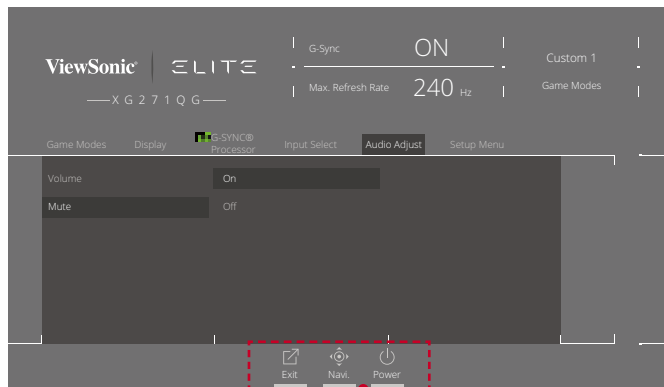 ViewSonic® ELITE
XG271QG
G-Sync ON
Max. Refresh Rate 240 Hz
Custom 1
Game Modes
Game Modes Display G-SYNC® Processor Input Select Audio Adjust Setup Menu
Volume On
Mute Off
Exit Navi. Power